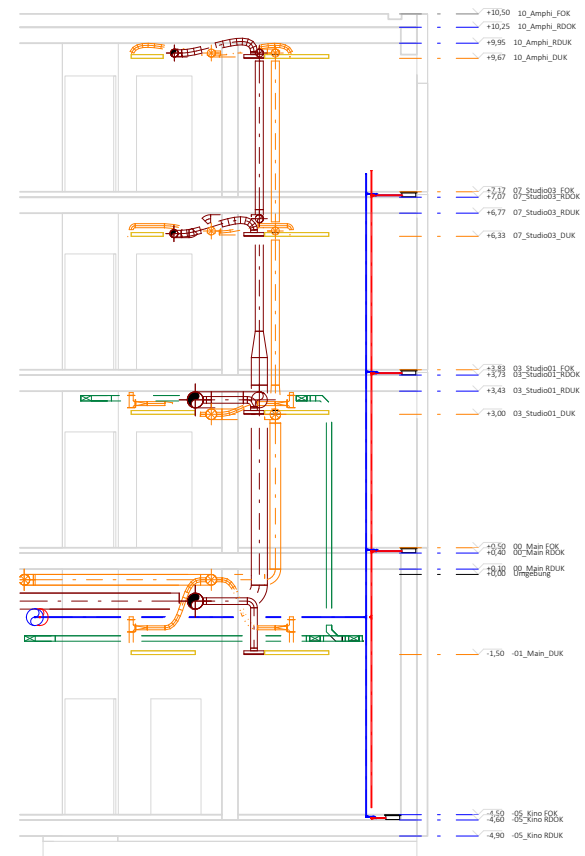 +10,50 10_Amphi_FOK
+10,25 10_Amphi_RDOK
+9,95 10_Amphi_RDUK
+9,67 10_Amphi_DUK
+7,17 07_Studio03_FOK
+7,07 07_Studio03_RDOK
+6,77 07_Studio03_RDUK
+6,33 07_Studio03_DUK
+3,83 03_Studio01_FOK
+3,73 03_Studio01_RDOK
+3,43 03_Studio01_RDUK
+3,00 03_Studio01_DUK
+0,50 00_Main FOK
+0,40 00_Main RDOK
+0,10 00_Main RDUK
+0,00 Umgebung
-1,50 -01_Main_DUK
-4,50 -05_Kino FOK
-4,60 -05_Kino RDOK
-4,90 -05_Kino RDUK